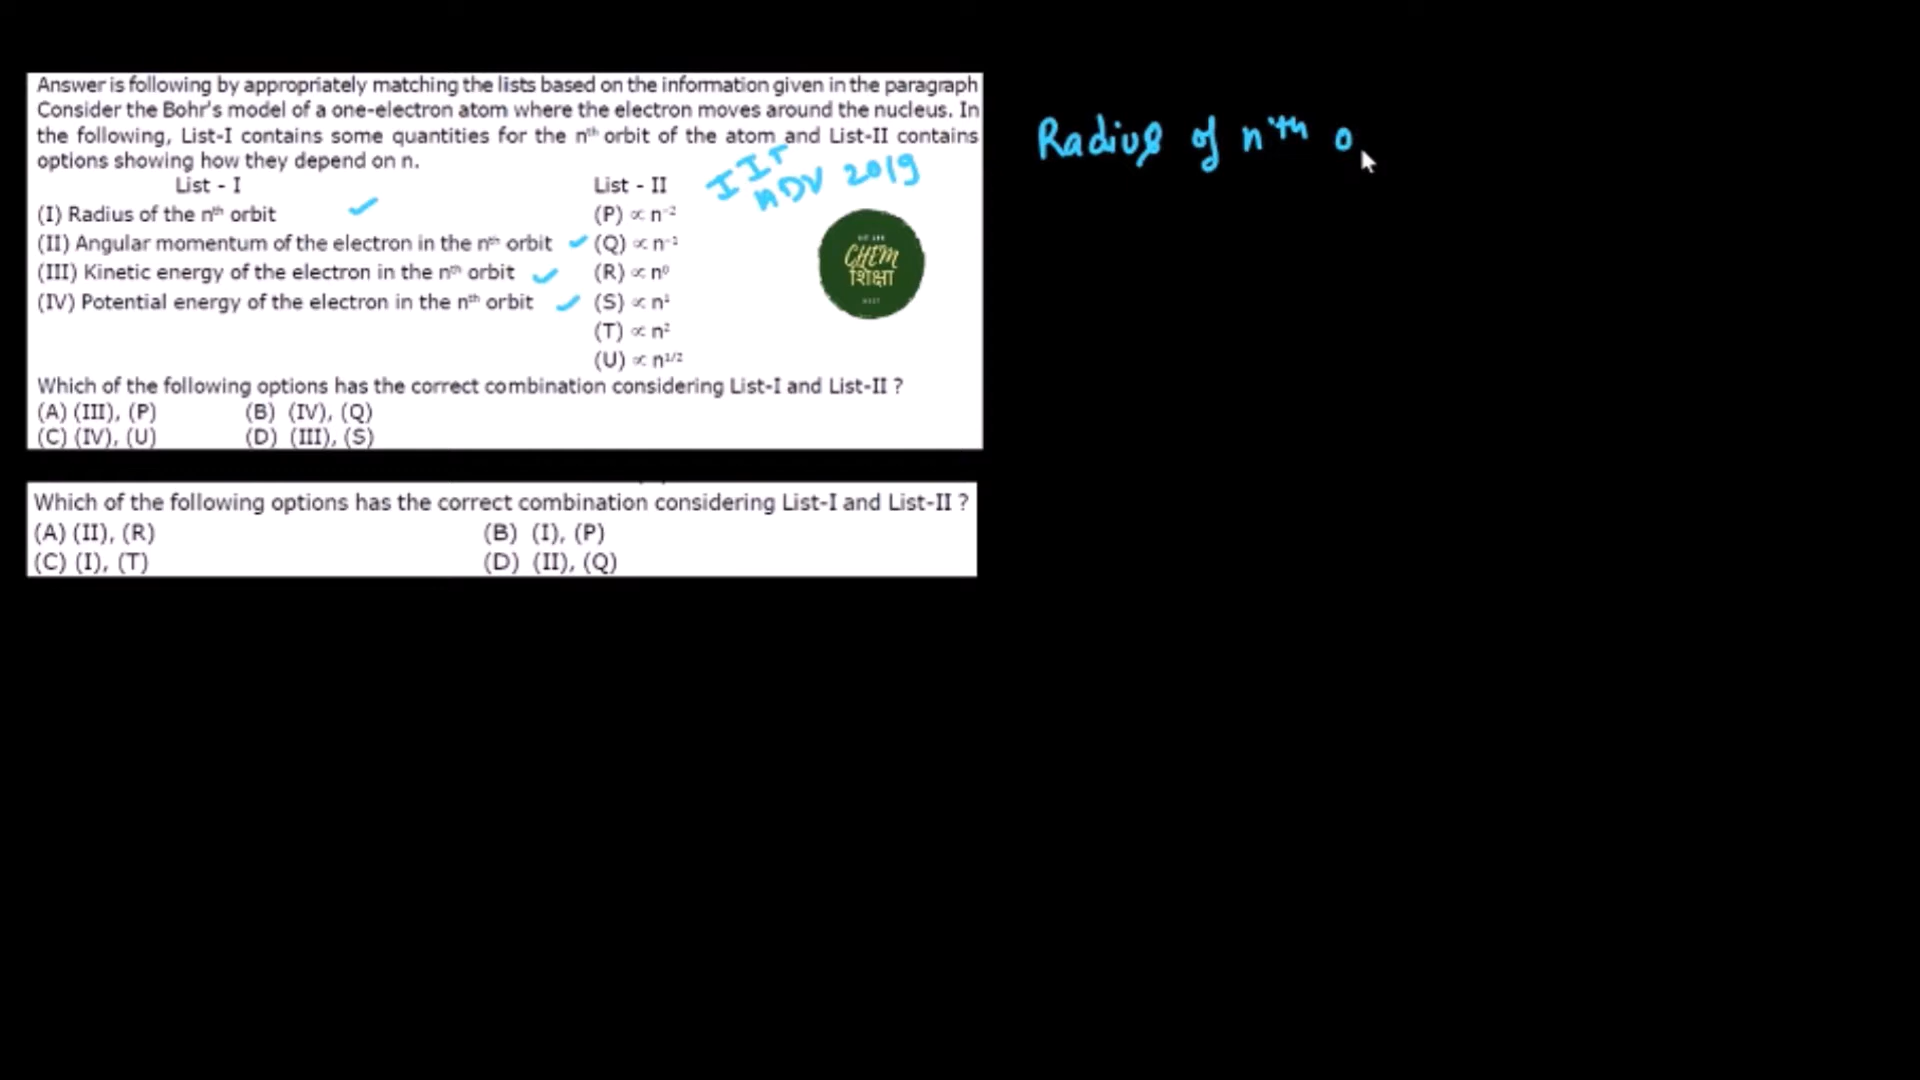 Answer is following by appropriately matching the lists based on the information given in the paragraph
Consider the Bohr's model of a one-electron atom where the electron moves around the nucleus. In
the following, List-I contains some quantities for the nᵗʰ orbit of the atom and List-II contains
options showing how they depend on n.
IIT
ADV 2019
List - I List - II
(I) Radius of the nᵗʰ orbit (P) ∝ n⁻²
(II) Angular momentum of the electron in the nᵗʰ orbit (Q) ∝ n⁻¹
(III) Kinetic energy of the electron in the nᵗʰ orbit (R) ∝ n⁰
(IV) Potential energy of the electron in the nᵗʰ orbit (S) ∝ n¹
(T) ∝ n²
(U) ∝ n¹ᐟ²
CHEM
शिक्षा
Which of the following options has the correct combination considering List-I and List-II ?
(A) (III), (P) (B) (IV), (Q)
(C) (IV), (U) (D) (III), (S)
Which of the following options has the correct combination considering List-I and List-II ?
(A) (II), (R) (B) (I), (P)
(C) (I), (T) (D) (II), (Q)
Radius of n'th o